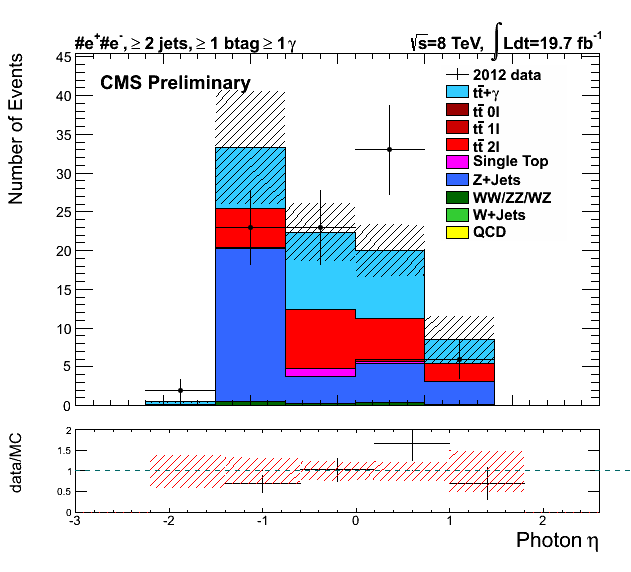 #e⁺#e⁻, ≥ 2 jets, ≥ 1 btag ≥ 1 γ
√s=8 TeV, ∫Ldt=19.7 fb⁻¹
CMS Preliminary
2012 data
tt̄+γ
tt̄ 0l
tt̄ 1l
tt̄ 2l
Single Top
Z+Jets
WW/ZZ/WZ
W+Jets
QCD
Number of Events
45
40
35
30
25
20
15
10
5
0
data/MC
2
1.5
1
0.5
0
-3 -2 -1 0 1 2
Photon η